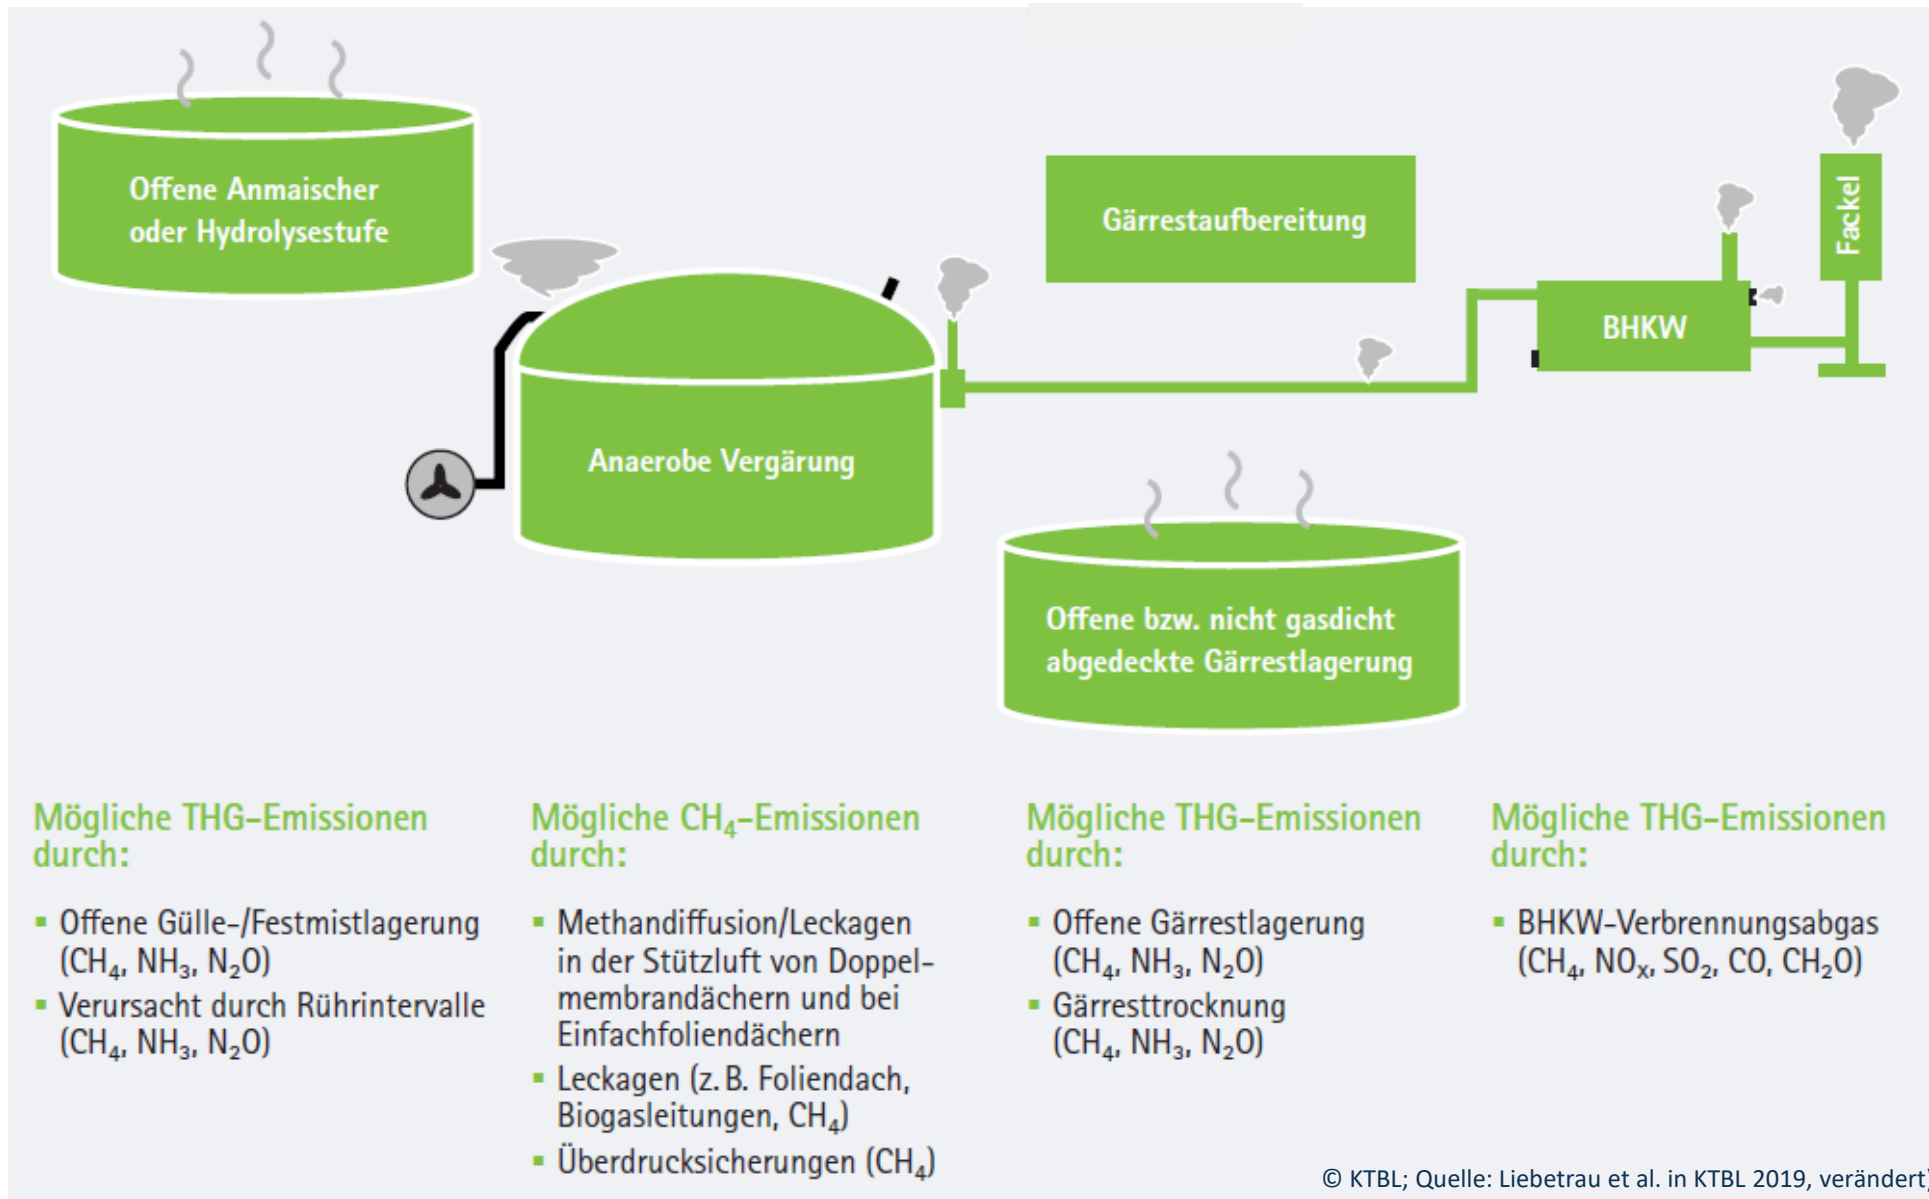 Offene Anmaischer
oder Hydrolysestufe
Gärrestaufbereitung
Fackel
BHKW
Anaerobe Vergärung
Offene bzw. nicht gasdicht
abgedeckte Gärrestlagerung
Mögliche THG-Emissionen
durch:
▪ Offene Gülle-/Festmistlagerung
(CH₄, NH₃, N₂O)
▪ Verursacht durch Rührintervalle
(CH₄, NH₃, N₂O)
Mögliche CH₄-Emissionen
durch:
▪ Methandiffusion/Leckagen
in der Stützluft von Doppel-
membrandächern und bei
Einfachfoliendächern
▪ Leckagen (z. B. Foliendach,
Biogasleitungen, CH₄)
▪ Überdrucksicherungen (CH₄)
Mögliche THG-Emissionen
durch:
▪ Offene Gärrestlagerung
(CH₄, NH₃, N₂O)
▪ Gärresttrocknung
(CH₄, NH₃, N₂O)
Mögliche THG-Emissionen
durch:
▪ BHKW-Verbrennungsabgas
(CH₄, NOₓ, SO₂, CO, CH₂O)
© KTBL; Quelle: Liebetrau et al. in KTBL 2019, verändert)